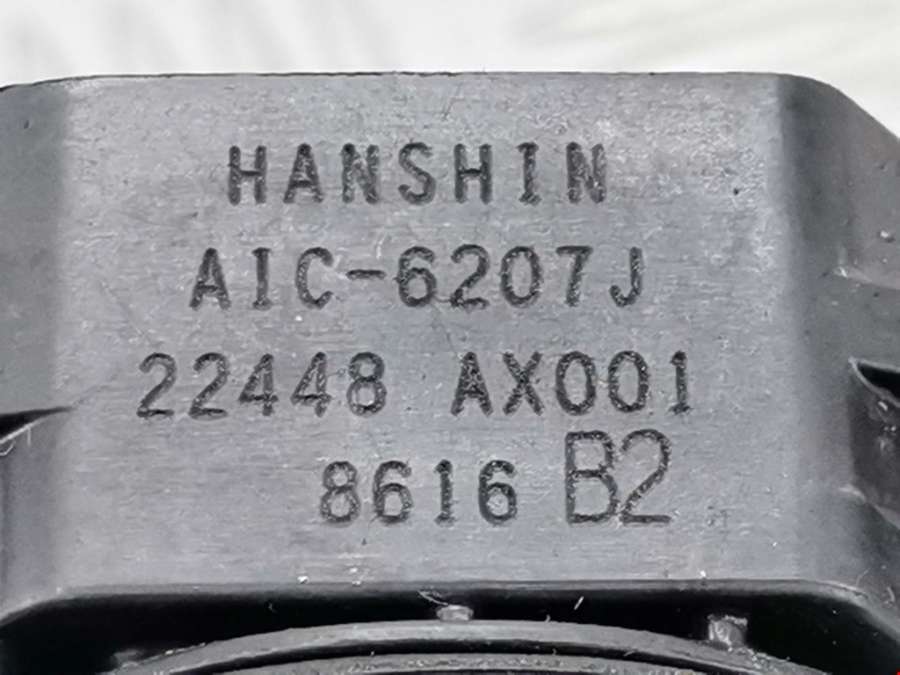 HANSHIN
AIC-6207J
22448 AX001
8616 B2